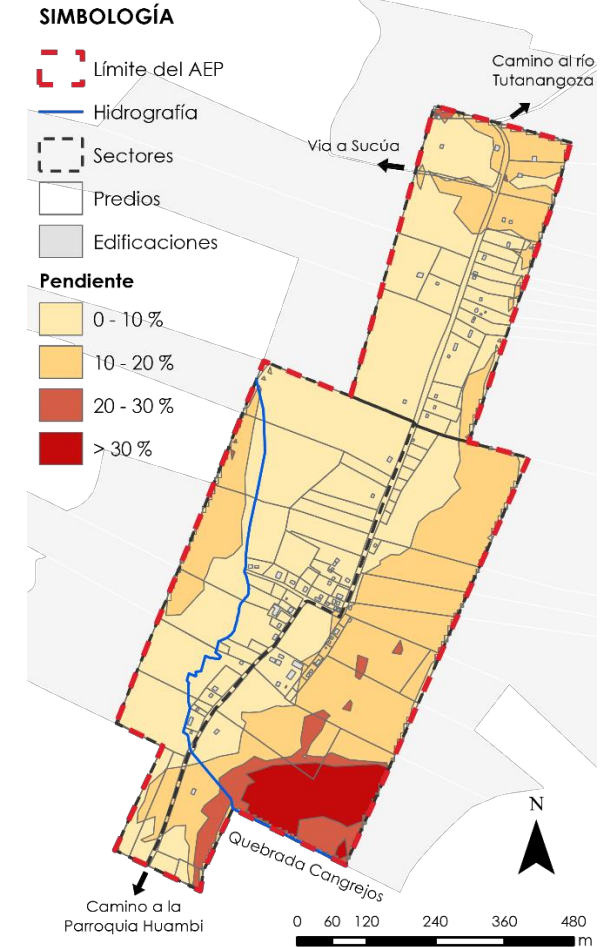 SIMBOLOGÍA
Límite del AEP
Hidrografía
Sectores
Predios
Edificaciones
Pendiente
0 - 10 %
10 - 20 %
20 - 30 %
> 30 %
Camino al río
Tutanangoza
Via a Sucúa
Quebrada Cangrejos
Camino a la
Parroquia Huambi
N
0 60 120 240 360 480
m